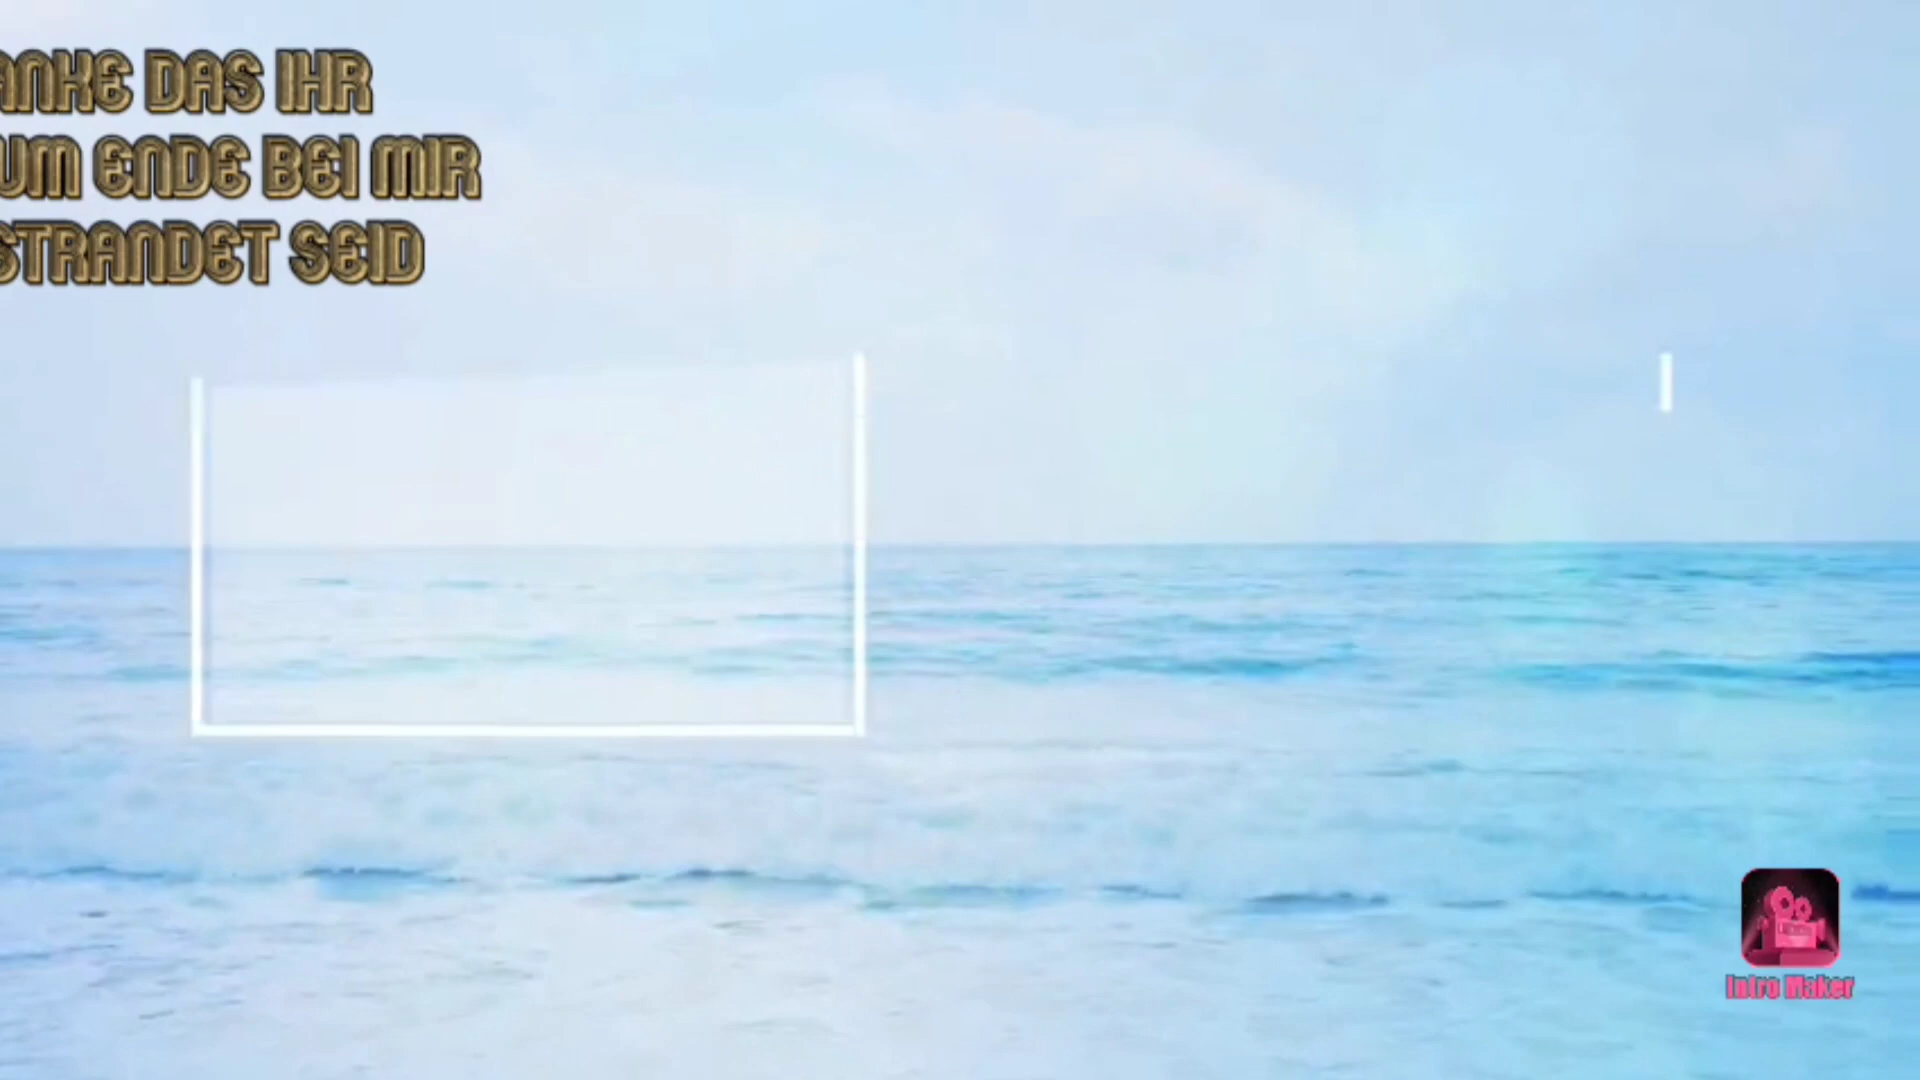 ANKE DAS IHR
UM ENDE BEI MIR
STRANDET SEID
Intro Maker